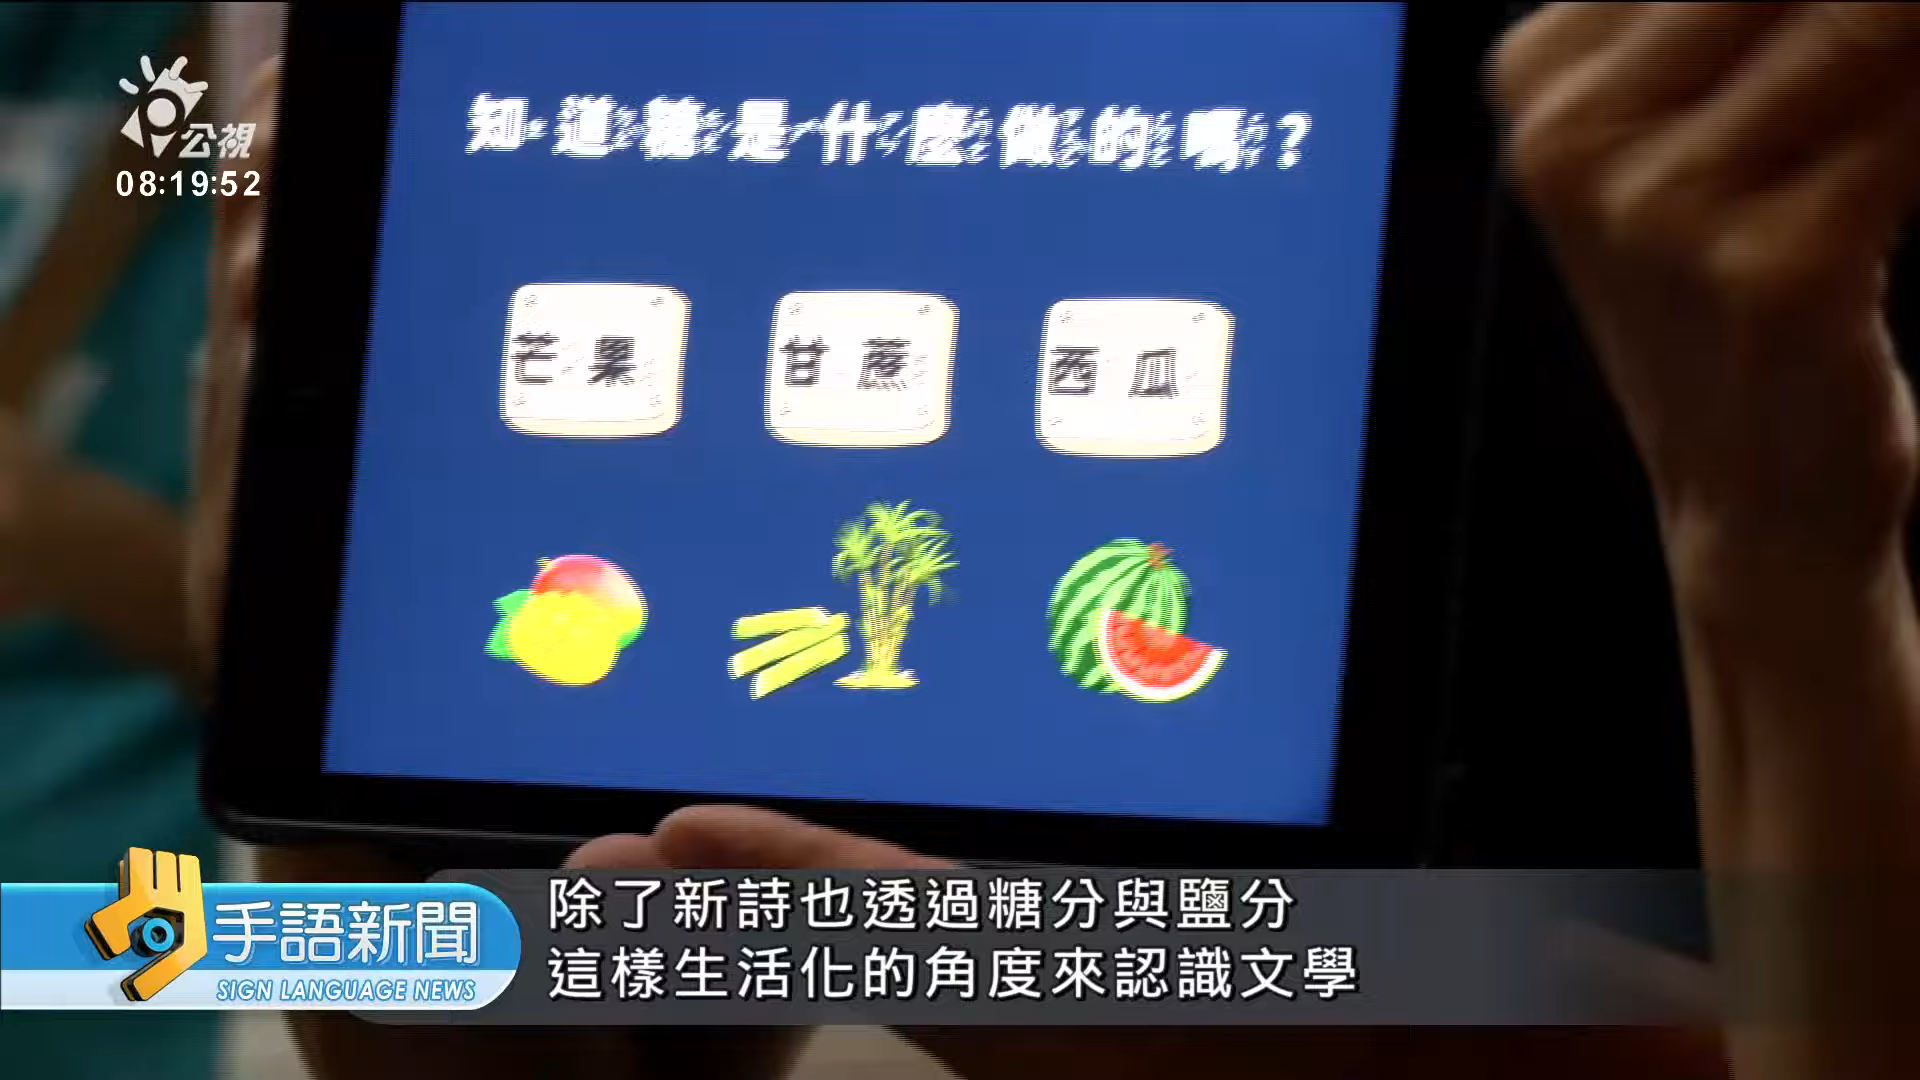 公視
08:19:52
知道糖是什麼做的嗎?
芒果
甘蔗
西瓜
手語新聞
SIGN LANGUAGE NEWS
除了新詩也透過糖分與鹽分
這樣生活化的角度來認識文學